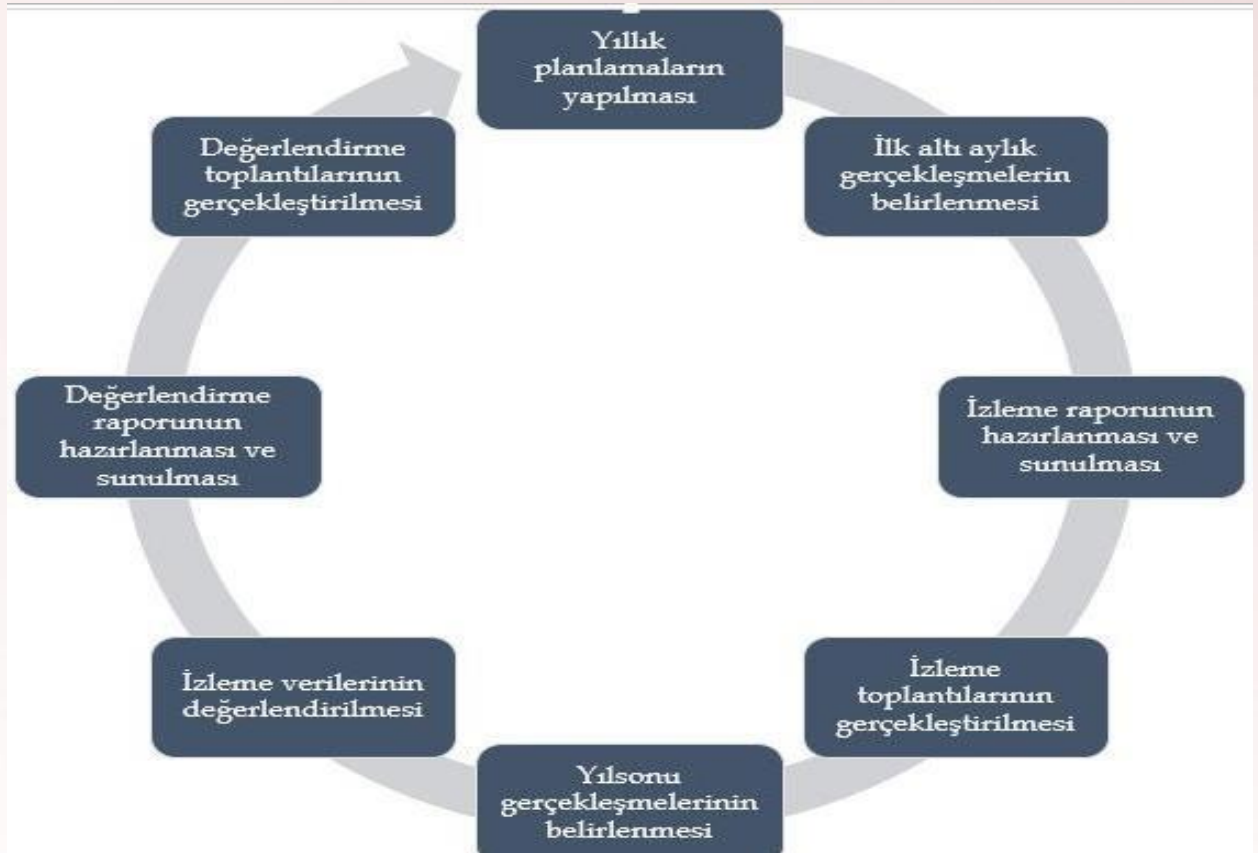 Yıllık
planlamaların
yapılması
İlk altı aylık
gerçekleşmelerin
belirlenmesi
İzleme raporunun
hazırlanması ve
sunulması
İzleme
toplantılarının
gerçekleştirilmesi
Yılsonu
gerçekleşmelerinin
belirlenmesi
İzleme verilerinin
değerlendirilmesi
Değerlendirme
raporunun
hazırlanması ve
sunulması
Değerlendirme
toplantılarının
gerçekleştirilmesi